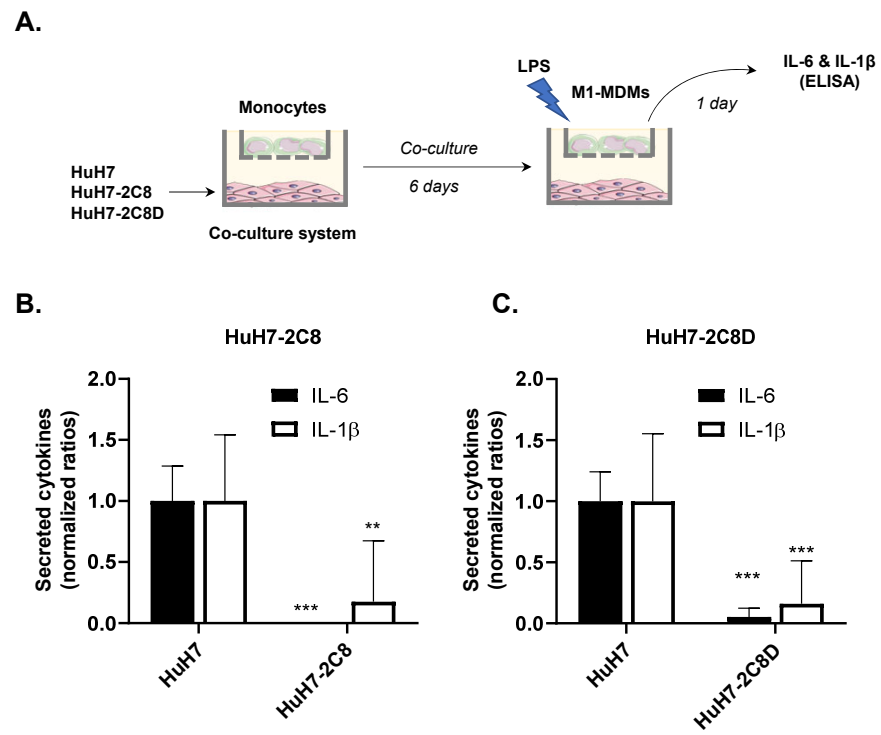 A.
LPS
M1-MDMs
IL-6 & IL-1β
(ELISA)
1 day
Monocytes
Co-culture
6 days
HuH7
HuH7-2C8
HuH7-2C8D
Co-culture system
B.
HuH7-2C8
Secreted cytokines
(normalized ratios)
2.0
1.5
1.0
0.5
0.0
IL-6
IL-1β
***
**
HuH7
HuH7-2C8
C.
HuH7-2C8D
Secreted cytokines
(normalized ratios)
2.0
1.5
1.0
0.5
0.0
IL-6
IL-1β
***
***
HuH7
HuH7-2C8D